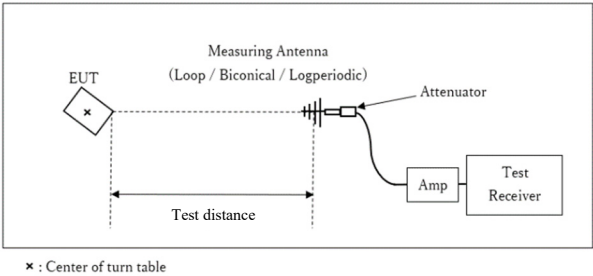 Measuring Antenna
(Loop / Biconical / Logperiodic)
EUT
Attenuator
Amp
Test
Receiver
Test distance
× : Center of turn table